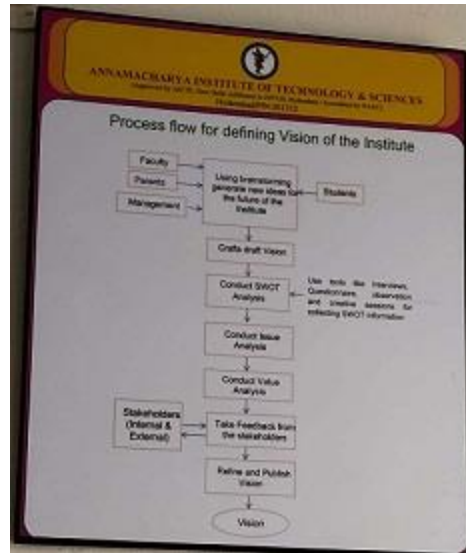 ANNAMACHARYA INSTITUTE OF TECHNOLOGY & SCIENCES
Process flow for defining Vision of the Institute
Faculty
Parents
Management
Using brainstorming
generate new ideas for
the future of the
Institute
Students
Crafts draft Vision
Conduct SWOT
Analysis
Use tools like Interviews,
Questionnaire, observation
and creative sessions for
collecting SWOT information
Conduct Issue
Analysis
Conduct Value
Analysis
Stakeholders
(Internal &
External)
Take Feedback from
the stakeholders
Refine and Publish
Vision
Vision